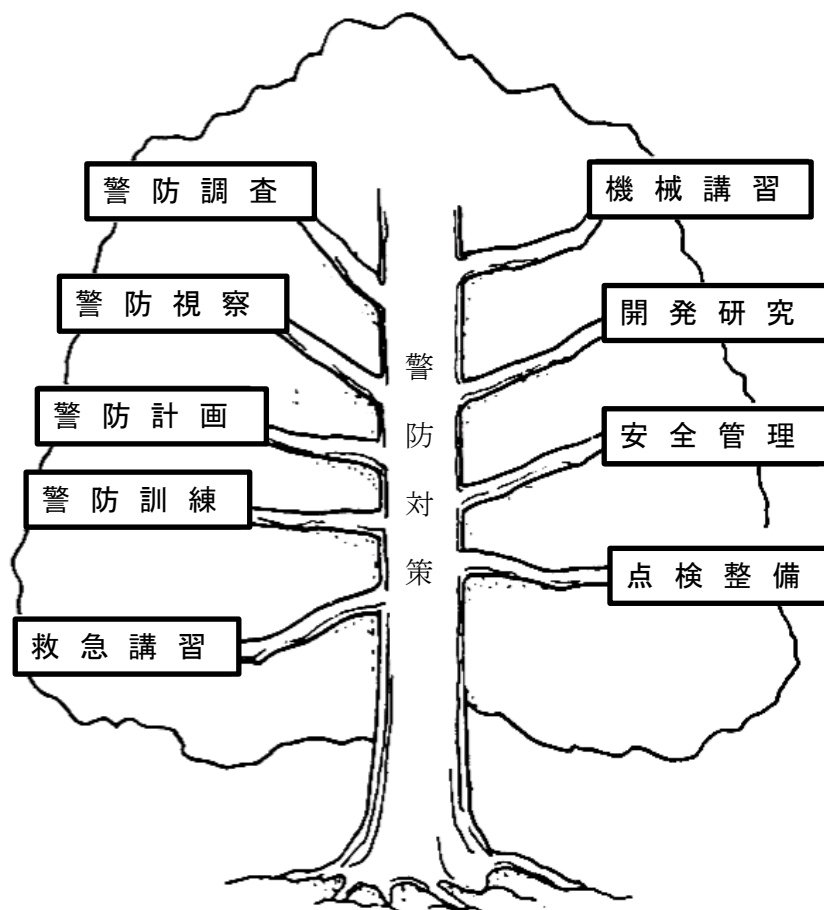 警防調査
警防視察
警防計画
警防訓練
救急講習
警防対策
機械講習
開発研究
安全管理
点検整備